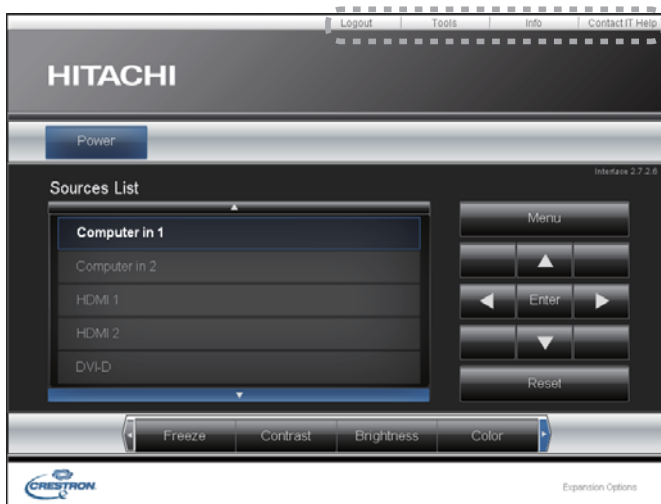 Logout Tools Info Contact IT Help
HITACHI
Power
Interface 2.7.2.6
Sources List
Computer in 1
Computer in 2
HDMI 1
HDMI 2
DVI-D
Menu
Enter
Reset
Freeze Contrast Brightness Color
CRESTRON
Expansion Options